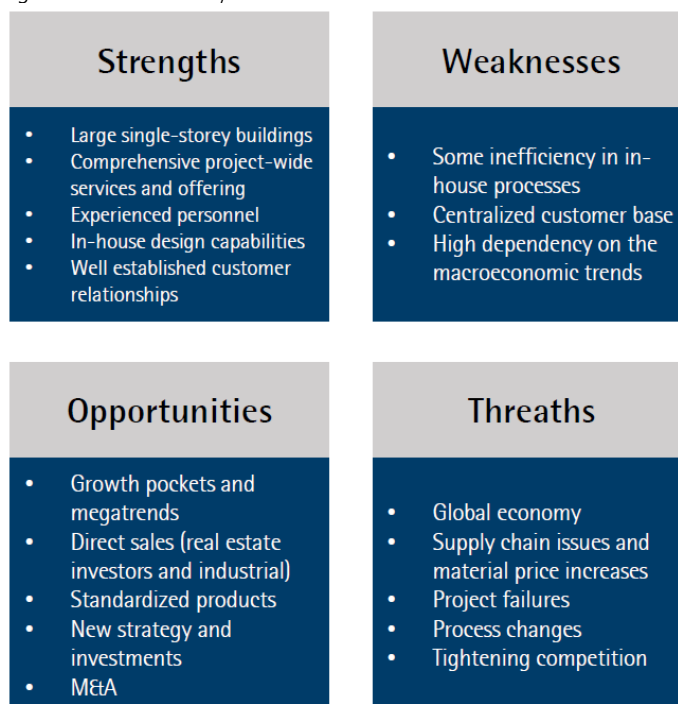 Strengths
• Large single-storey buildings
• Comprehensive project-wide
services and offering
• Experienced personnel
• In-house design capabilities
• Well established customer
relationships
Weaknesses
• Some inefficiency in in-
house processes
• Centralized customer base
• High dependency on the
macroeconomic trends
Opportunities
• Growth pockets and
megatrends
• Direct sales (real estate
investors and industrial)
• Standardized products
• New strategy and
investments
• M&A
Threaths
• Global economy
• Supply chain issues and
material price increases
• Project failures
• Process changes
• Tightening competition